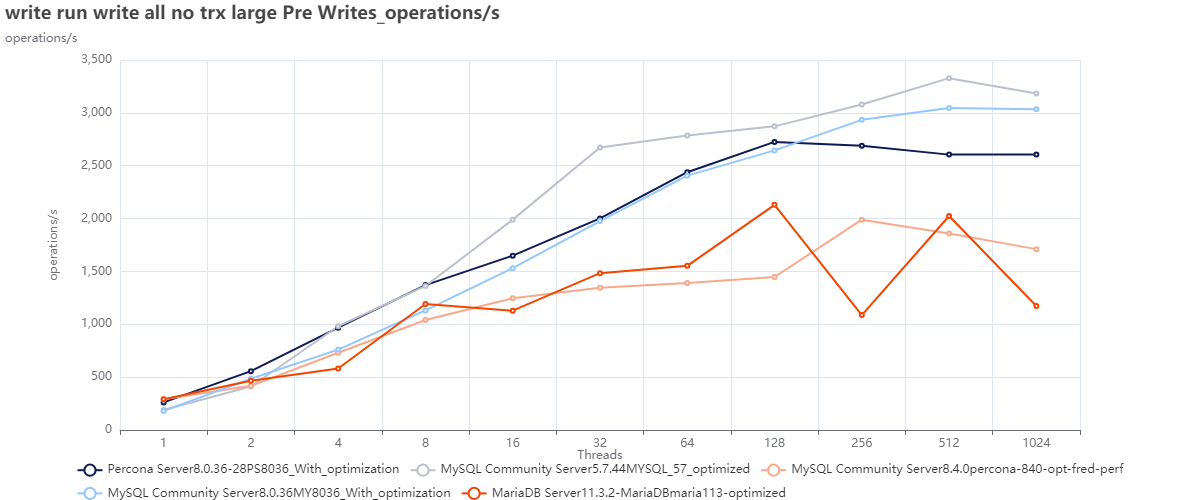 write run write all no trx large Pre Writes_operations/s
operations/s
3,500
3,000
2,500
2,000
1,500
1,000
500
0
operations/s
1 2 4 8 16 32 64 128 256 512 1024
Threads
Percona Server8.0.36-28PS8036_With_optimization MySQL Community Server5.7.44MYSQL_57_optimized MySQL Community Server8.4.0percona-840-opt-fred-perf
MySQL Community Server8.0.36MY8036_With_optimization MariaDB Server11.3.2-MariaDBmaria113-optimized